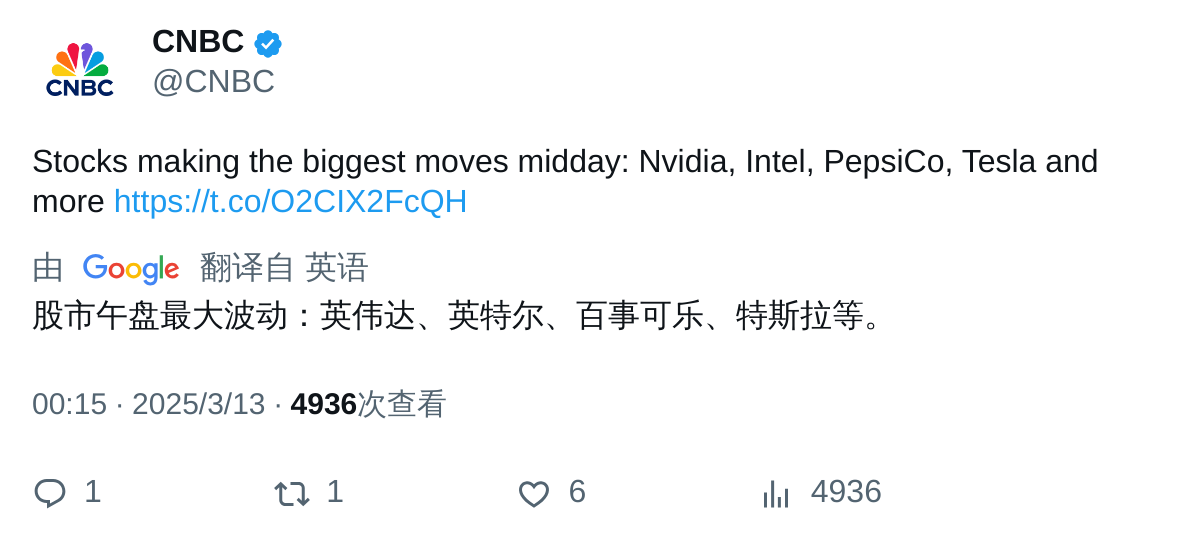 CNBC
CNBC
@CNBC
Stocks making the biggest moves midday: Nvidia, Intel, PepsiCo, Tesla and
more https://t.co/O2CIX2FcQH
由 Google 翻译自 英语
股市午盘最大波动：英伟达、英特尔、百事可乐、特斯拉等。
00:15 · 2025/3/13 · 4936次查看
1 1 6 4936